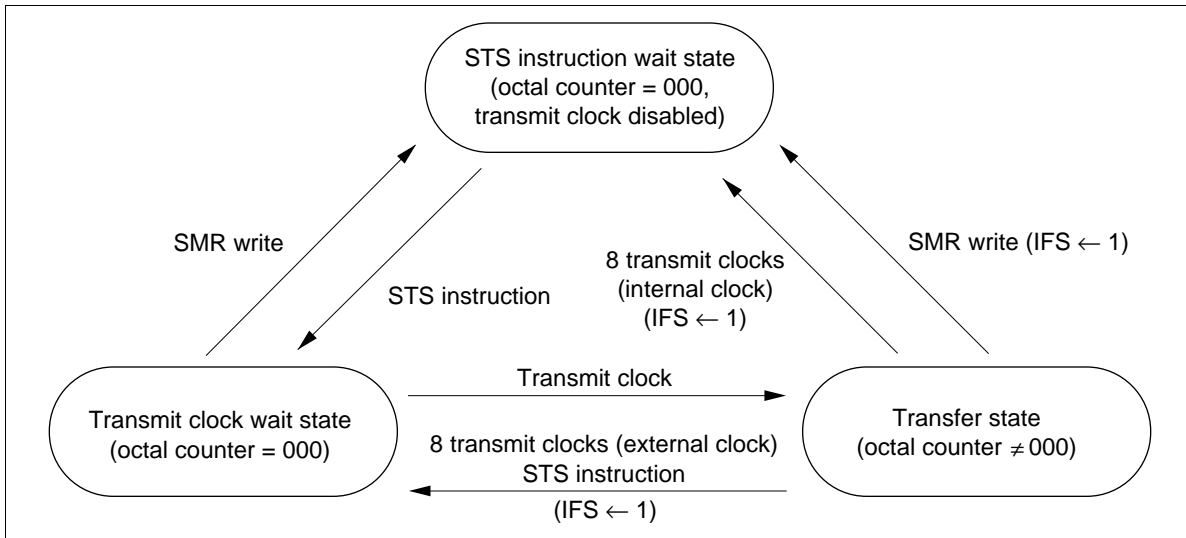 STS instruction wait state
(octal counter = 000,
transmit clock disabled)
SMR write
STS instruction
8 transmit clocks
(internal clock)
(IFS ← 1)
SMR write (IFS ← 1)
Transmit clock wait state
(octal counter = 000)
Transmit clock
8 transmit clocks (external clock)
STS instruction
(IFS ← 1)
Transfer state
(octal counter ≠ 000)